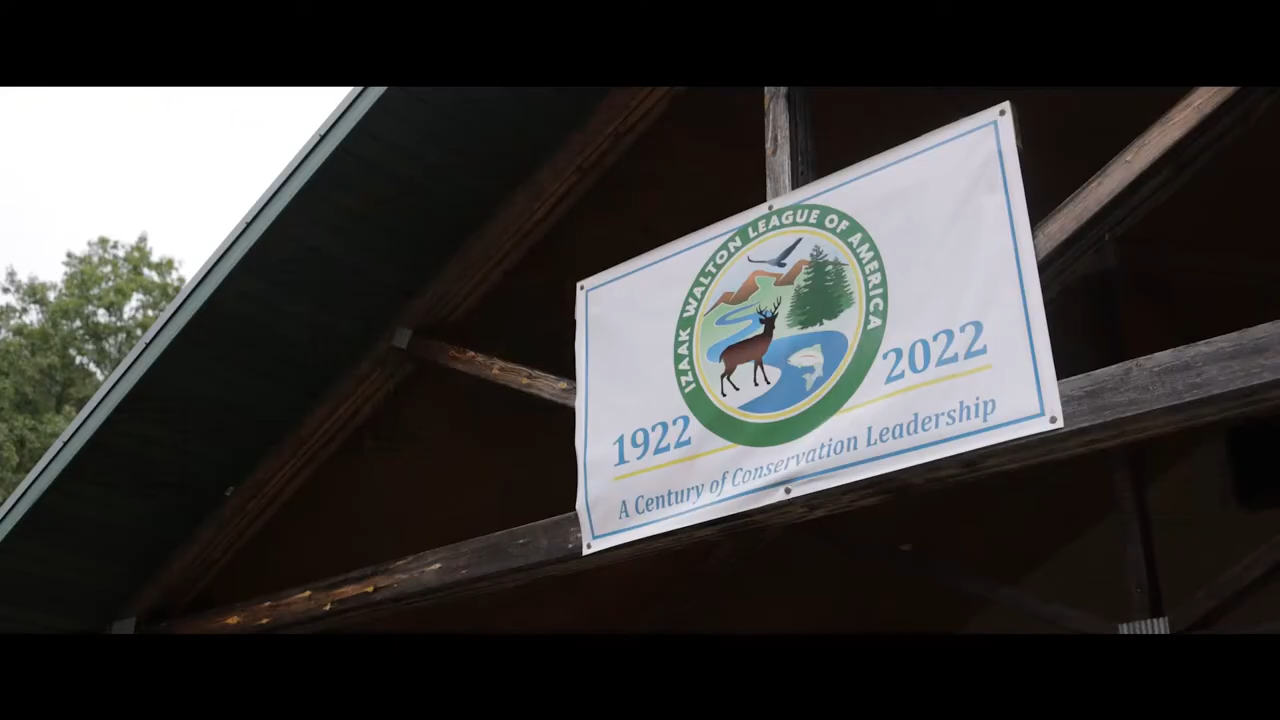 IZAAK WALTON LEAGUE OF AMERICA
1922
2022
A Century of Conservation Leadership